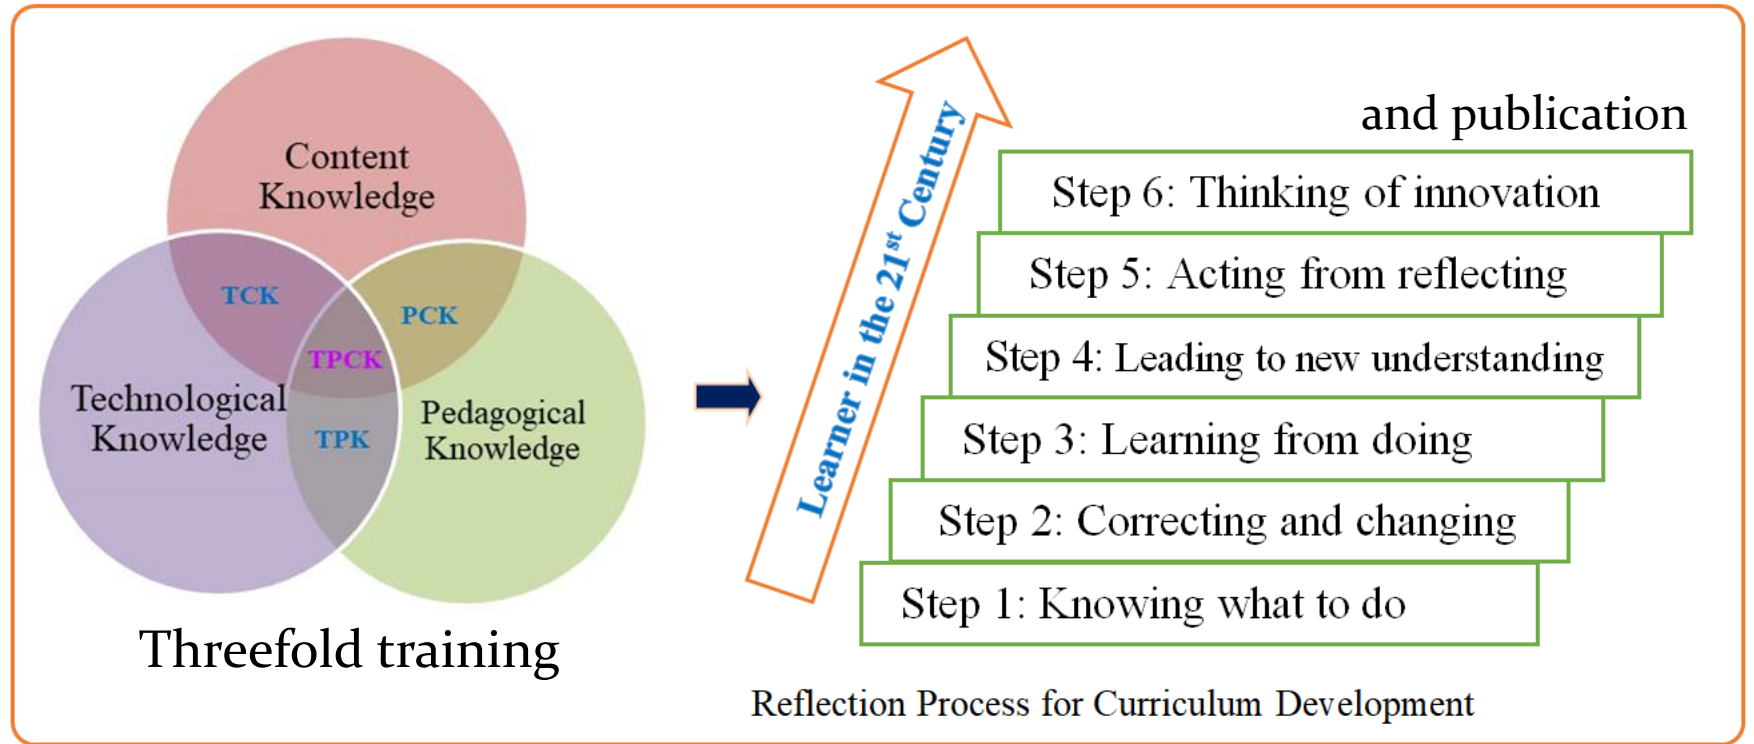 Content
Knowledge
TCK
PCK
TPCK
Technological
Knowledge
Pedagogical
Knowledge
TPK
Threefold training
Learner in the 21st Century
and publication
Step 6: Thinking of innovation
Step 5: Acting from reflecting
Step 4: Leading to new understanding
Step 3: Learning from doing
Step 2: Correcting and changing
Step 1: Knowing what to do
Reflection Process for Curriculum Development